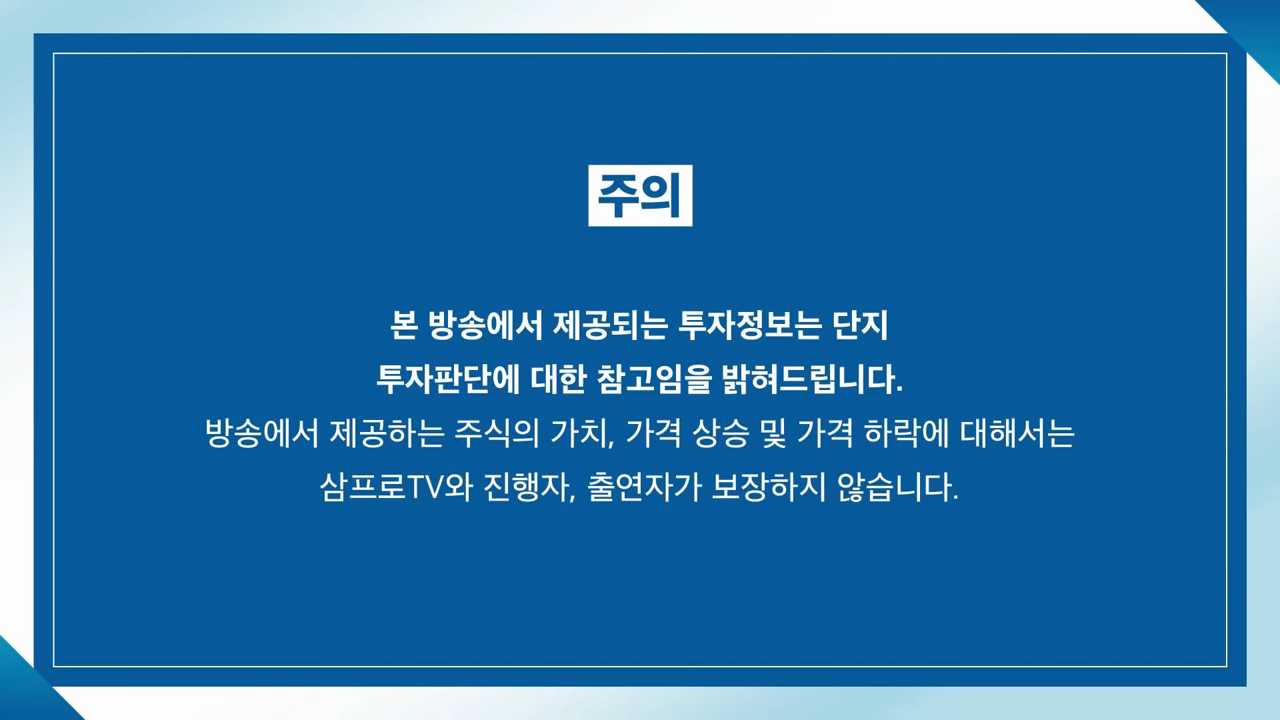 주의
본 방송에서 제공되는 투자정보는 단지
투자판단에 대한 참고임을 밝혀드립니다.
방송에서 제공하는 주식의 가치, 가격 상승 및 가격 하락에 대해서는
삼프로TV와 진행자, 출연자가 보장하지 않습니다.